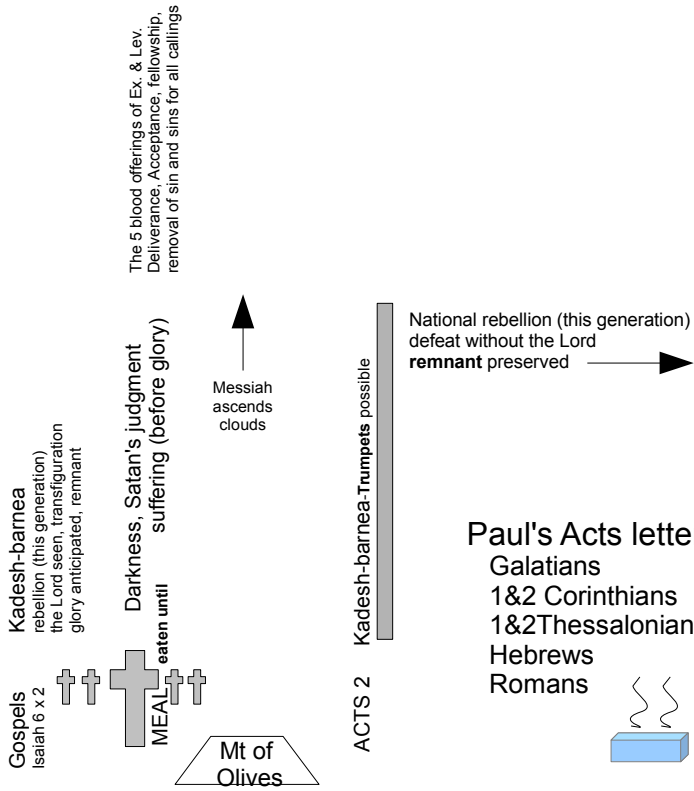 Gospels
Isaiah 6 x 2
Kadesh-barnea
rebellion (this generation)
the Lord seen, transfiguration
glory anticipated, remnant
The 5 blood offerings of Ex. & Lev.
Deliverance, Acceptance, fellowship,
removal of sin and sins for all callings
Darkness, Satan's judgment
suffering (before glory)
MEAL eaten until
Messiah
ascends
clouds
Mt of
Olives
ACTS 2
Kadesh-barnea-Trumpets possible
National rebellion (this generation)
defeat without the Lord
remnant preserved
Paul's Acts lette
Galatians
1&2 Corinthians
1&2Thessalonian
Hebrews
Romans